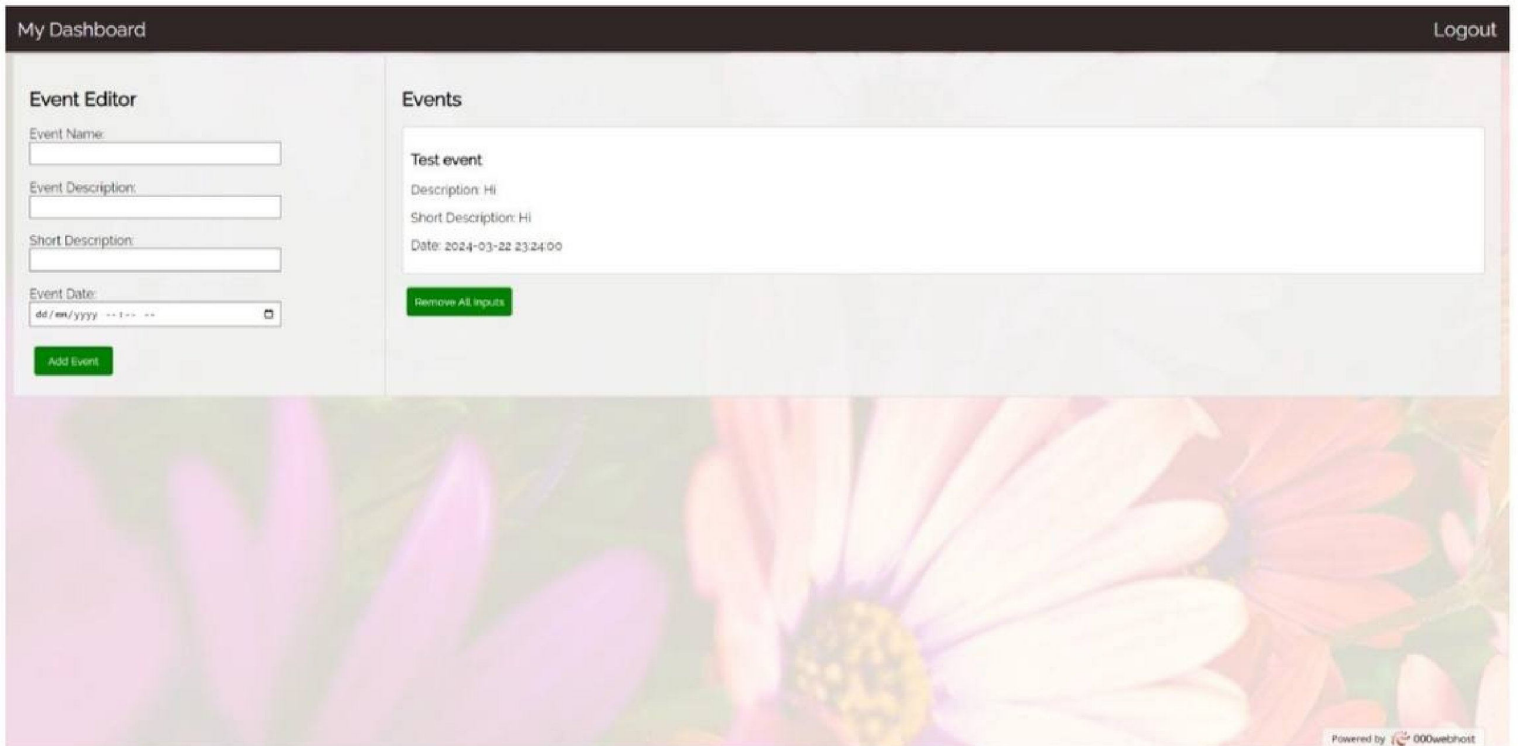 My Dashboard
Logout
Event Editor
Event Name:
Event Description:
Short Description:
Event Date:
dd/mm/yyyy --:-- --
Add Event
Events
Test event
Description: Hi
Short Description: Hi
Date: 2024-03-22 23:24:00
Remove All Inputs
Powered by 000webhost